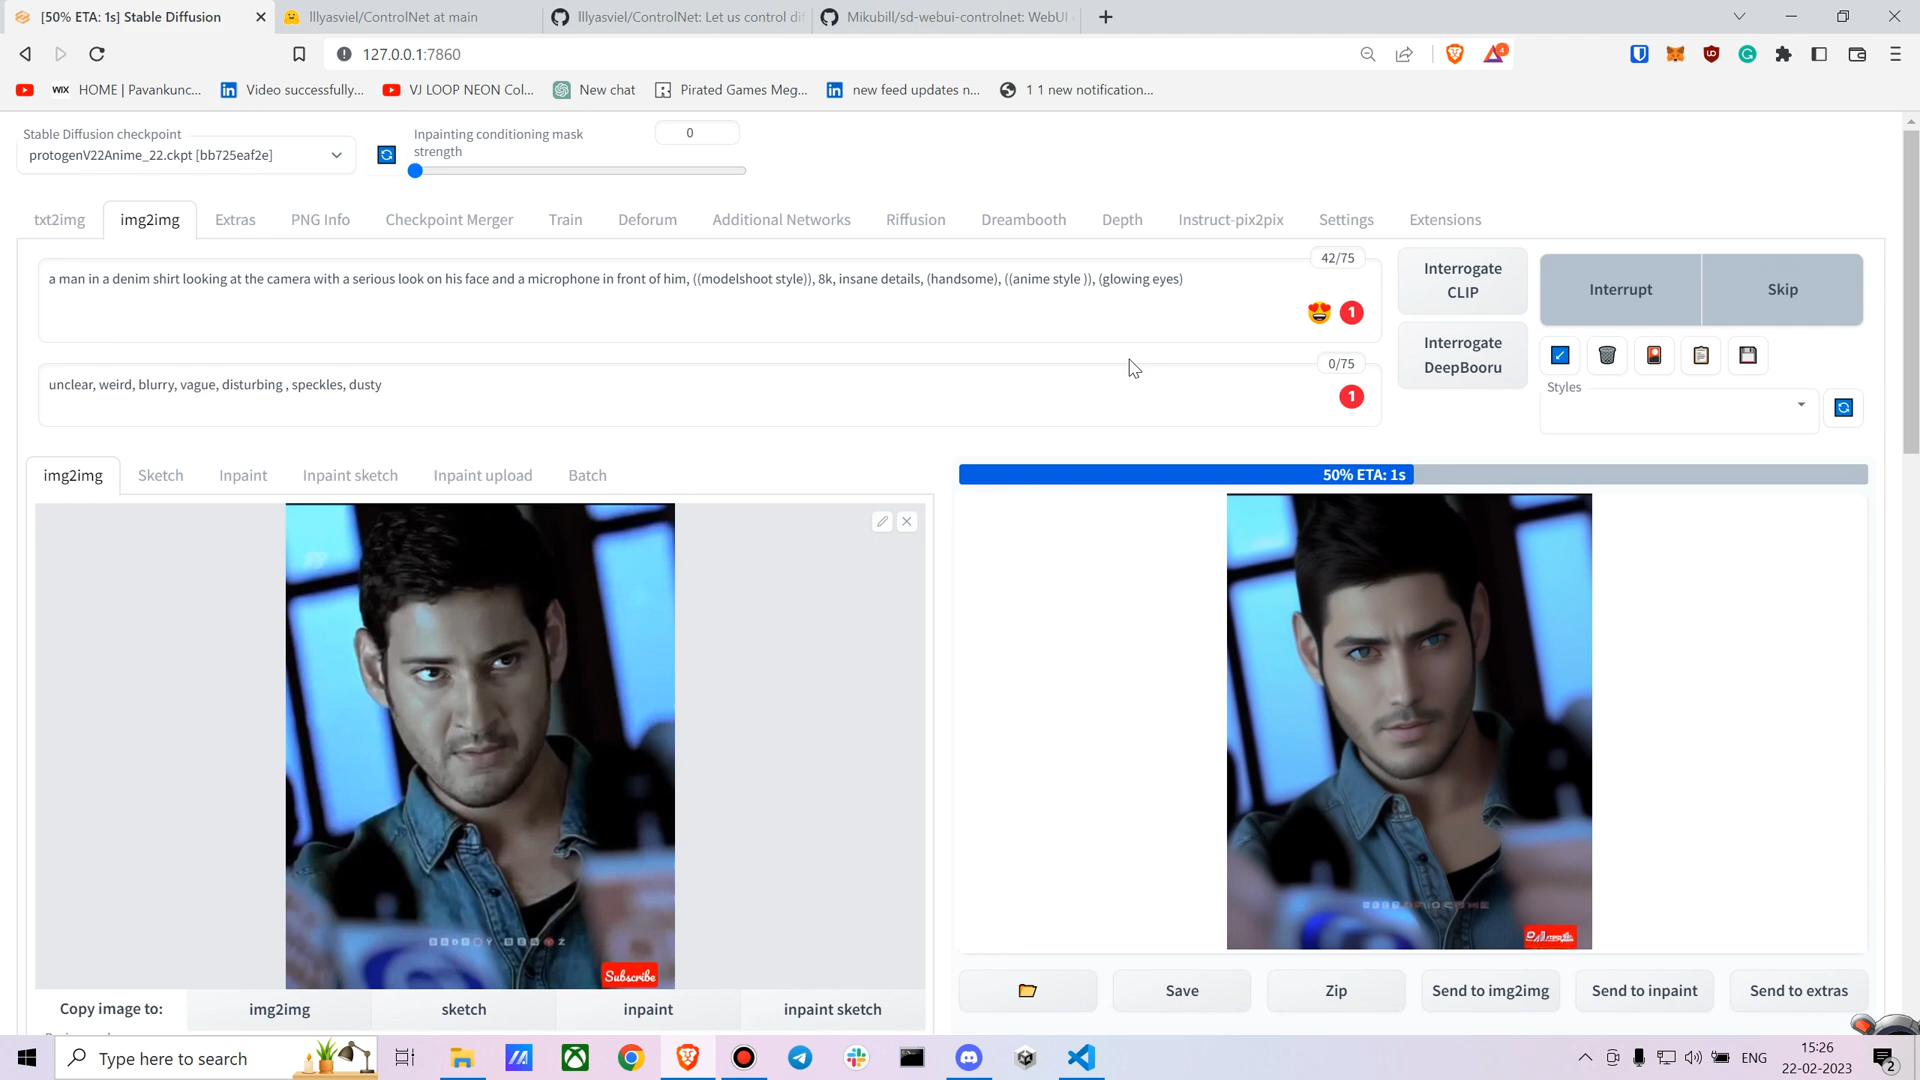 [50% ETA: 1s] Stable Diffusion
lllyasviel/ControlNet at main
lllyasviel/ControlNet: Let us control dif
Mikubill/sd-webui-controlnet: WebUI
127.0.0.1:7860
4
WIX HOME | Pavankunc...
Video successfully...
VJ LOOP NEON Col...
New chat
Pirated Games Meg...
new feed updates n...
1 1 new notification...
Stable Diffusion checkpoint
protogenV22Anime_22.ckpt [bb725eaf2e]
Inpainting conditioning mask
strength
0
txt2img
img2img
Extras
PNG Info
Checkpoint Merger
Train
Deforum
Additional Networks
Riffusion
Dreambooth
Depth
Instruct-pix2pix
Settings
Extensions
42/75
a man in a denim shirt looking at the camera with a serious look on his face and a microphone in front of him, ((modelshoot style)), 8k, insane details, (handsome), ((anime style )), (glowing eyes)
1
Interrogate
CLIP
Interrupt
Skip
0/75
unclear, weird, blurry, vague, disturbing , speckles, dusty
1
Interrogate
DeepBooru
Styles
img2img
Sketch
Inpaint
Inpaint sketch
Inpaint upload
Batch
50% ETA: 1s
Subscribe
Copy image to:
img2img
sketch
inpaint
inpaint sketch
Save
Zip
Send to img2img
Send to inpaint
Send to extras
Type here to search
ENG
15:26
22-02-2023
2